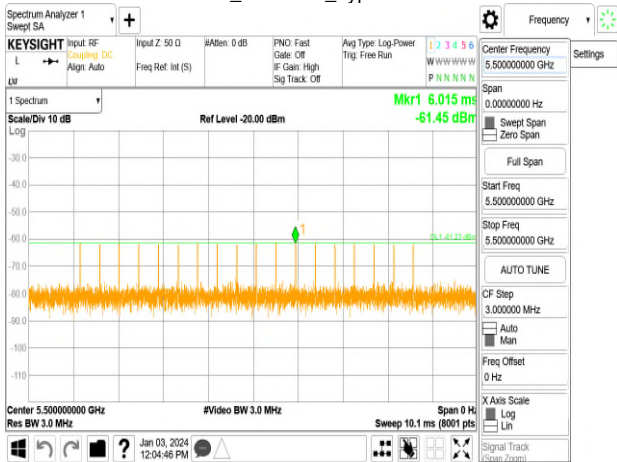 Spectrum Analyzer 1
Swept SA
+
Frequency
Settings
KEYSIGHT
L
Input: RF
Coupling: DC
Align: Auto
Input Z: 50 Ω
Freq Ref: Int (S)
#Atten: 0 dB
PNO: Fast
Gate: Off
IF Gain: High
Sig Track: Off
Avg Type: Log-Power
Trig: Free Run
1 2 3 4 5 6
W W W W W W
P N N N N N
1 Spectrum
Scale/Div 10 dB
Log
Ref Level -20.00 dBm
Mkr1 6.015 ms
-61.45 dBm
-30.0
-40.0
-50.0
-60.0
-70.0
-80.0
-90.0
-100
-110
1
Center 5.500000000 GHz
Res BW 3.0 MHz
#Video BW 3.0 MHz
Span 0 Hz
Sweep 10.1 ms (8001 pts)
Jan 03, 2024
12:04:46 PM
?
Center Frequency
5.500000000 GHz
Span
0.00000000 Hz
Swept Span
Zero Span
Full Span
Start Freq
5.500000000 GHz
Stop Freq
5.500000000 GHz
AUTO TUNE
CF Step
3.000000 MHz
Auto
Man
Freq Offset
0 Hz
X Axis Scale
Log
Lin
Signal Track
(Span Zoom)